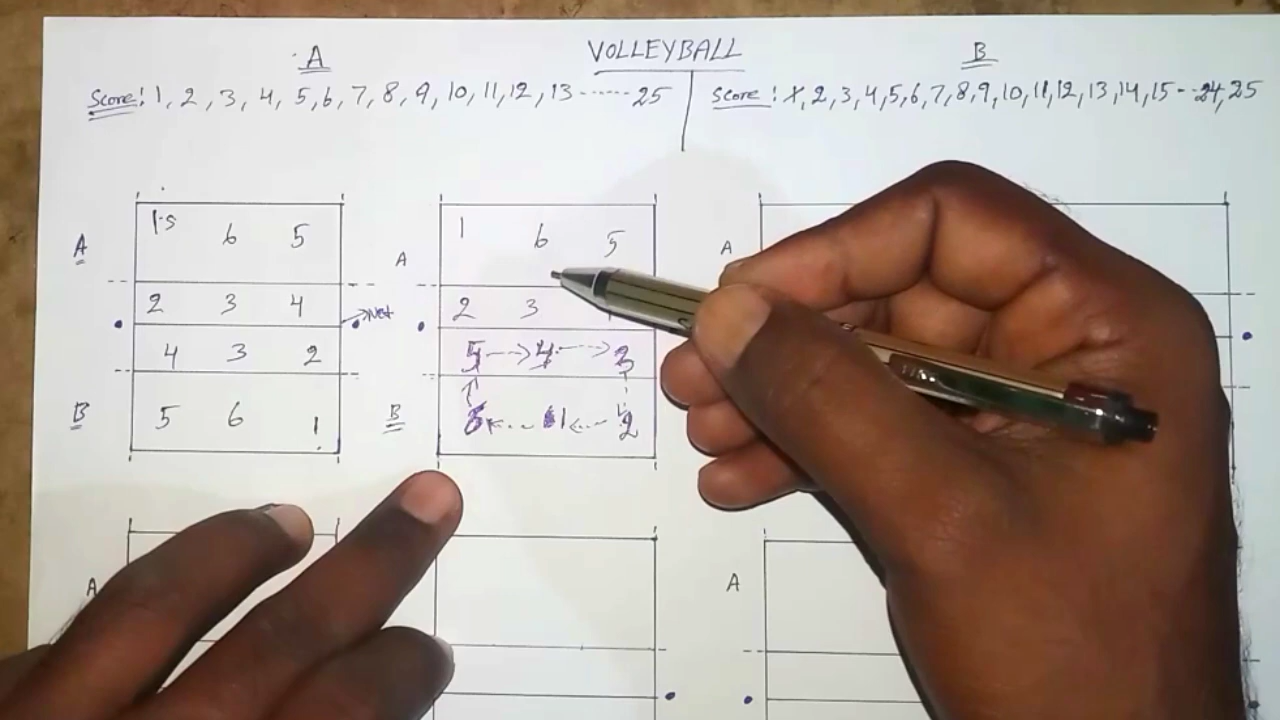 A VOLLEYBALL B
Score: 1, 2, 3, 4, 5, 6, 7, 8, 9, 10, 11, 12, 13 ...... 25
Score: 1, 2, 3, 4, 5, 6, 7, 8, 9, 10, 11, 12, 13, 14, 15 -- 24, 25
A
1.s 6 5
2 3 4
Net
4 3 2
B
5 6 1
A
1 6 5
2 3
5 4 3
B
1 2
A
A
A